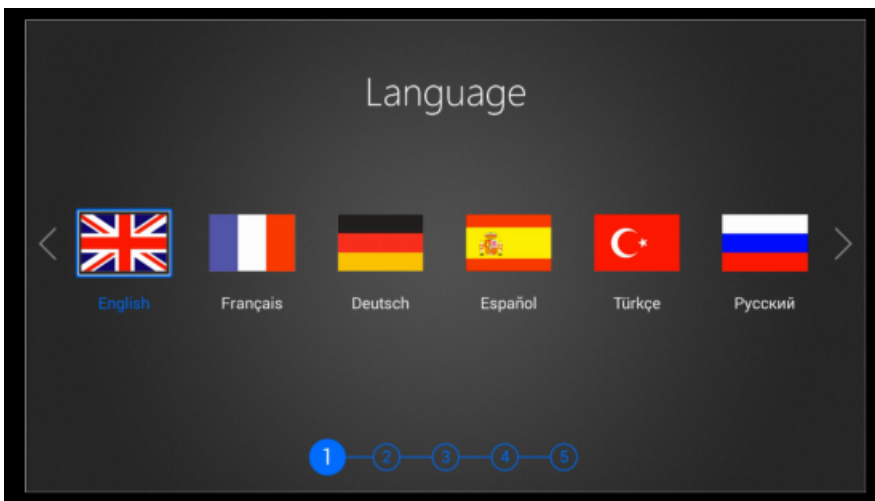 Language
English Français Deutsch Español Türkçe Русский
1 2 3 4 5